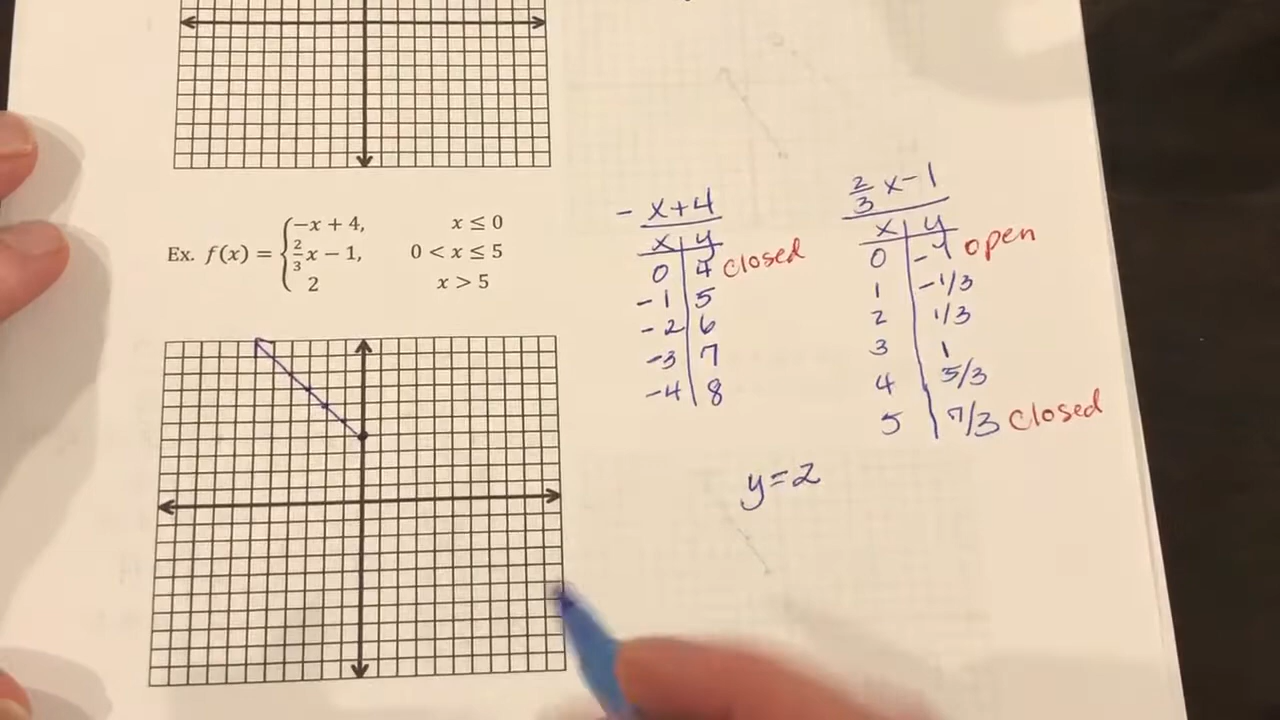 Ex. f(x) = { −x + 4, x ≤ 0
2/3 x − 1, 0 < x ≤ 5
2 x > 5
- x+4
x | y
0 | 4 closed
-1 | 5
-2 | 6
-3 | 7
-4 | 8
2/3 x-1
x | y
0 | -1 open
1 | -1/3
2 | 1/3
3 | 1
4 | 5/3
5 | 7/3 closed
y=2